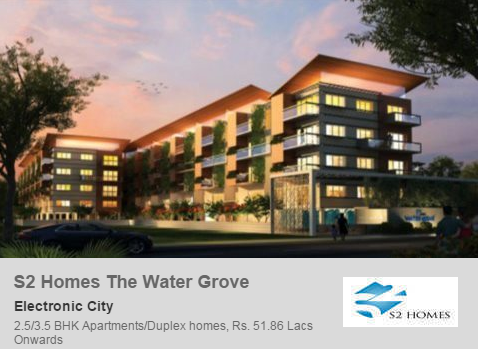 S2 Homes The Water Grove
Electronic City
2.5/3.5 BHK Apartments/Duplex homes, Rs. 51.86 Lacs
Onwards
S2 HOMES